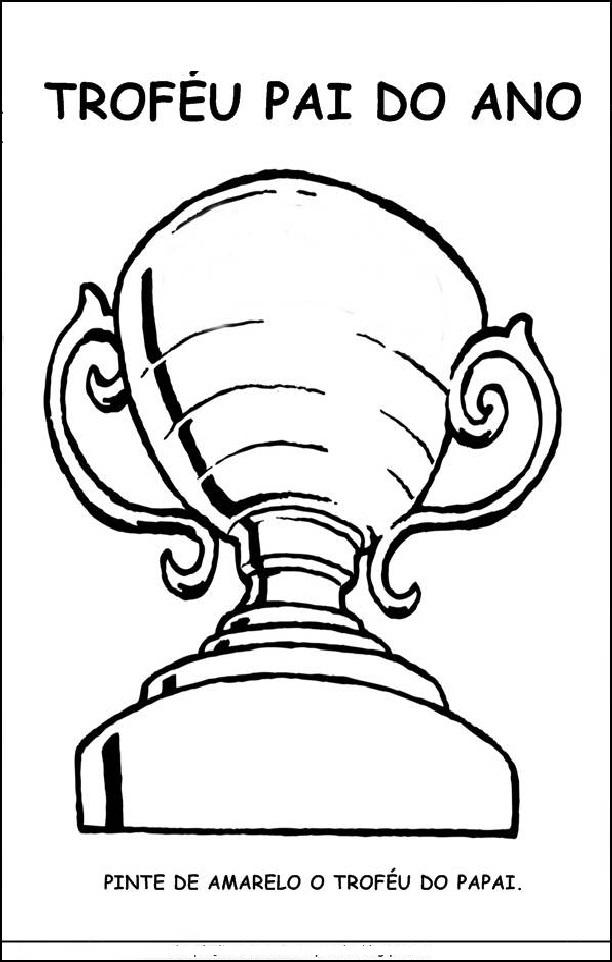 TROFÉU PAI DO ANO
PINTE DE AMARELO O TROFÉU DO PAPAI.